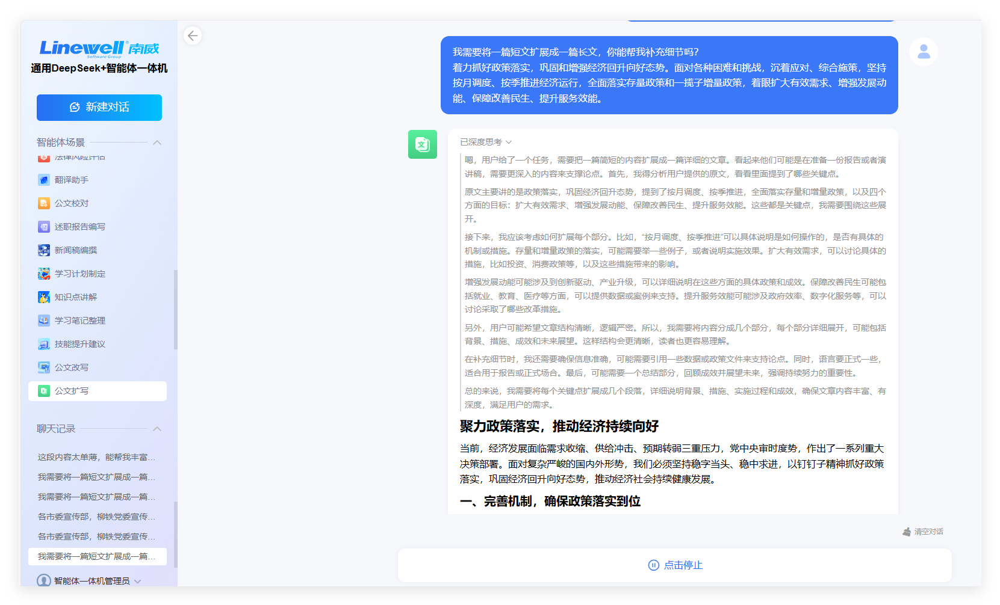 Linewell 南威
Software Group
通用DeepSeek+智能体一体机
新建对话
智能体场景
法律风险评估
翻译助手
公文校对
述职报告编写
新闻稿编撰
学习计划制定
知识点讲解
学习笔记整理
技能提升建议
公文改写
公文扩写
聊天记录
这段内容太单薄，能帮我丰富...
我需要将一篇短文扩展成一篇...
我需要将一篇短文扩展成一篇...
各市委宣传部，柳铁党委宣传...
各市委宣传部，柳铁党委宣传...
我需要将一篇短文扩展成一篇...
智能体一体机管理员
我需要将一篇短文扩展成一篇长文，你能帮我补充细节吗？
着力抓好政策落实，巩固和增强经济回升向好态势。面对各种困难和挑战，沉着应对、综合施策，坚持
按月调度、按季推进经济运行，全面落实存量政策和一揽子增量政策，着眼扩大有效需求、增强发展动
能、保障改善民生、提升服务效能。
已深度思考
嗯，用户给了一个任务，需要把一篇简短的内容扩展成一篇详细的文章。看起来他们可能是在准备一份报告或者演
讲稿，需要更深入的内容来支撑论点。首先，我得分析用户提供的原文，看看里面提到了哪些关键点。
原文主要讲的是政策落实，巩固经济回升态势，提到了按月调度、按季推进，全面落实存量和增量政策，以及四个
方面的目标：扩大有效需求、增强发展动能、保障改善民生、提升服务效能。这些都是关键点，我需要围绕这些展
开。
接下来，我应该考虑如何扩展每个部分。比如，“按月调度、按季推进”可以具体说明是如何操作的，是否有具体的
机制或措施。存量和增量政策的落实，可能需要举一些例子，或者说明实施效果。扩大有效需求，可以讨论具体的
措施，比如投资、消费政策等，以及这些措施带来的影响。
增强发展动能可能涉及到创新驱动、产业升级，可以详细说明在这些方面的具体政策和成效。保障改善民生可能包
括就业、教育、医疗等方面，可以提供数据或案例来支持。提升服务效能可能涉及政府效率、数字化服务等，可以
讨论采取了哪些改革措施。
另外，用户可能希望文章结构清晰，逻辑严密。所以，我需要将内容分成几个部分，每个部分详细展开，可能包括
背景、措施、成效和未来展望。这样结构会更清晰，读者也更容易理解。
在补充细节时，我还需要确保信息准确，可能需要引用一些数据或政策文件来支持论点。同时，语言要正式一些，
适合用于报告或正式场合。最后，可能需要一个总结部分，回顾成效并展望未来，强调持续努力的重要性。
总的来说，我需要将每个关键点扩展成几个段落，详细说明背景、措施、实施过程和成效，确保文章内容丰富、有
深度，满足用户的需求。
聚力政策落实，推动经济持续向好
当前，经济发展面临需求收缩、供给冲击、预期转弱三重压力，党中央审时度势，作出了一系列重大
决策部署。面对复杂严峻的国内外形势，我们必须坚持稳字当头、稳中求进，以钉钉子精神抓好政策
落实，巩固经济回升向好态势，推动经济社会持续健康发展。
一、完善机制，确保政策落实到位
清空对话
点击停止